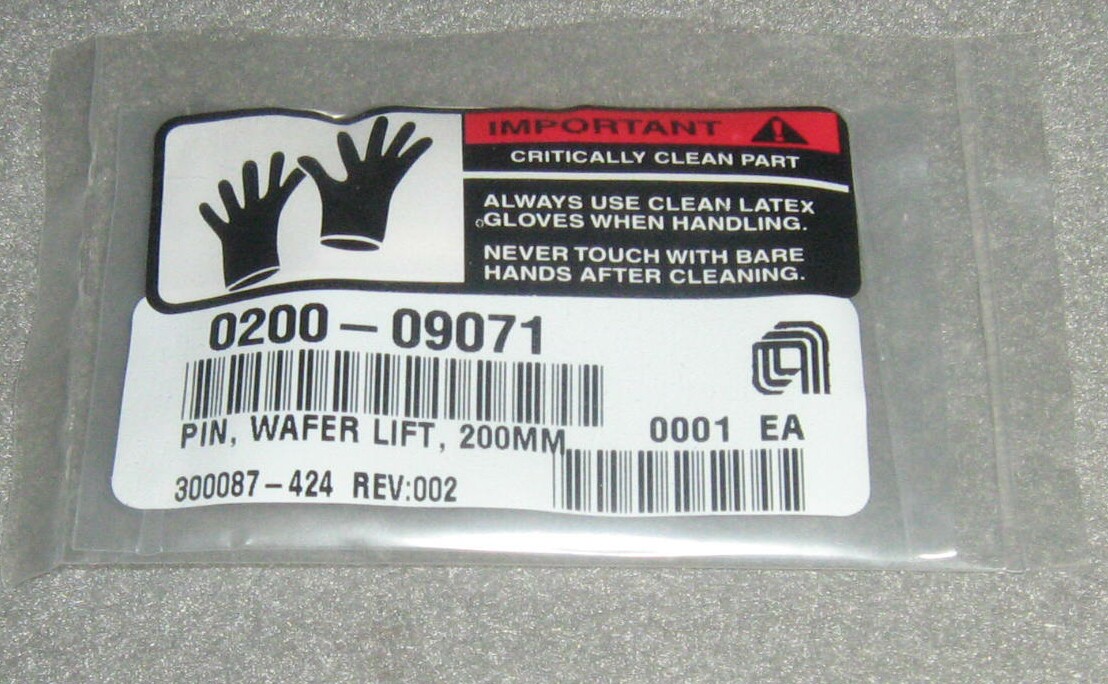 IMPORTANT
CRITICALLY CLEAN PART
ALWAYS USE CLEAN LATEX
GLOVES WHEN HANDLING.
NEVER TOUCH WITH BARE
HANDS AFTER CLEANING.
0200-09071
PIN, WAFER LIFT, 200MM
0001 EA
300087-424 REV:002